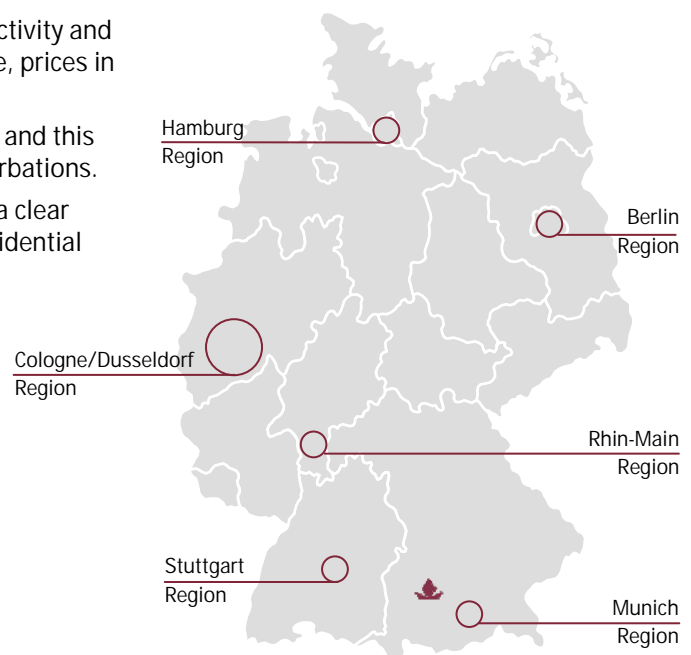 ctivity and
e, prices in
and this
rbations.
a clear
idential
Hamburg
Region
Berlin
Region
Cologne/Dusseldorf
Region
Rhin-Main
Region
Stuttgart
Region
Munich
Region